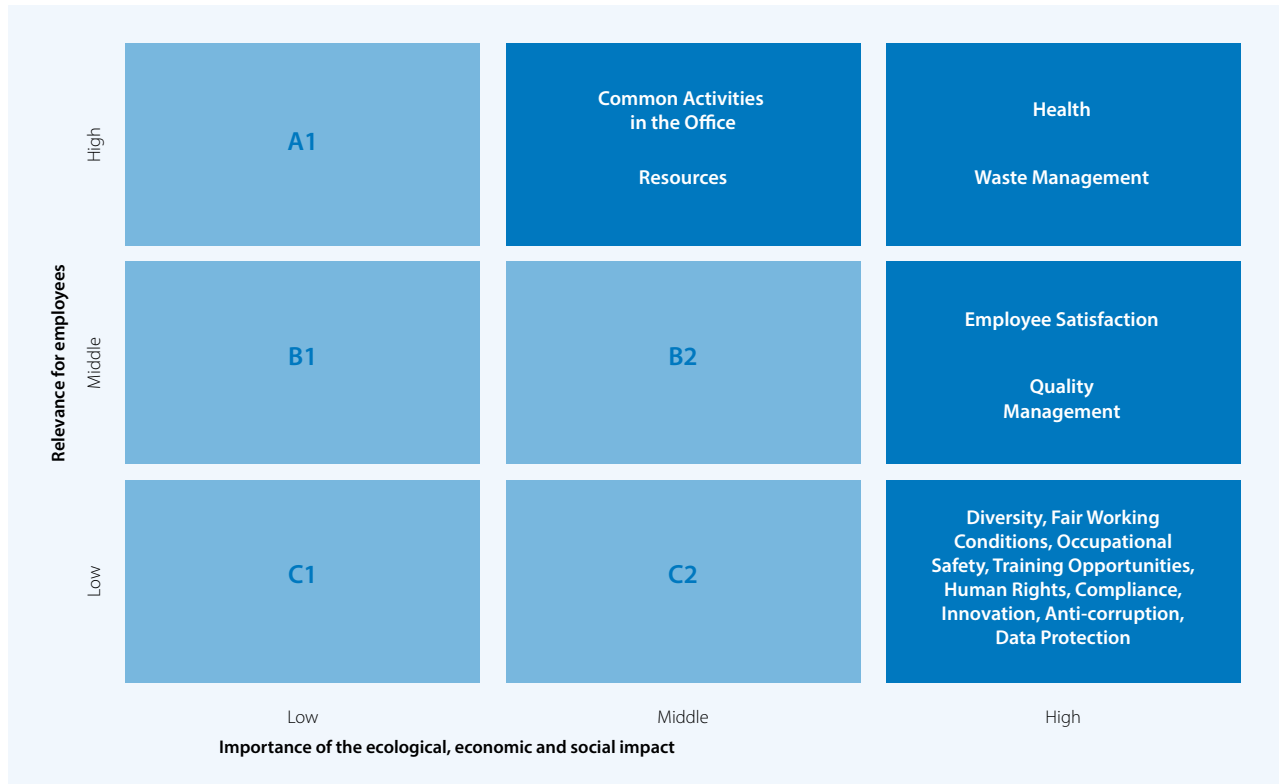 Relevance for employees
High
A1
Common Activities
in the Office
Resources
Health
Waste Management
Middle
B1
B2
Employee Satisfaction
Quality
Management
Low
C1
C2
Diversity, Fair Working
Conditions, Occupational
Safety, Training Opportunities,
Human Rights, Compliance,
Innovation, Anti-corruption,
Data Protection
Low
Middle
High
Importance of the ecological, economic and social impact